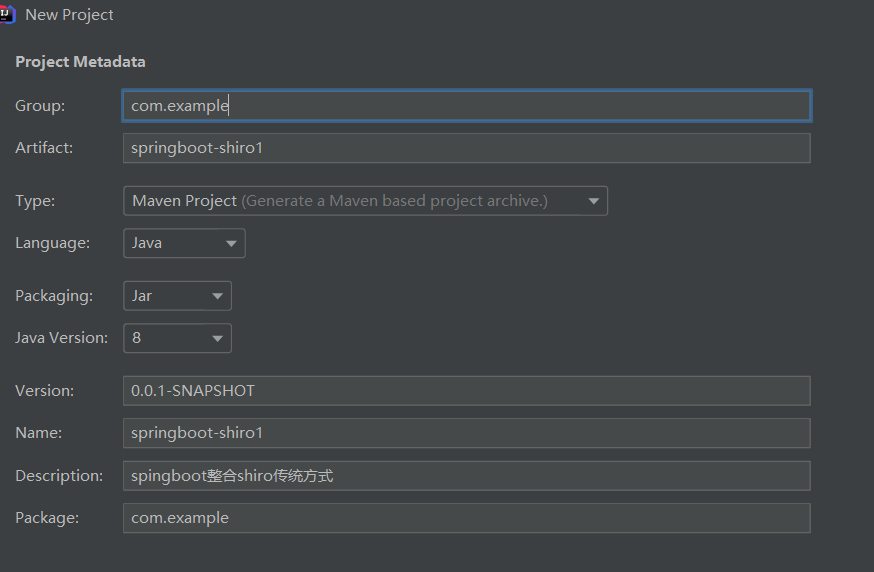 New Project
Project Metadata
Group: com.example
Artifact: springboot-shiro1
Type: Maven Project (Generate a Maven based project archive.)
Language: Java
Packaging: Jar
Java Version: 8
Version: 0.0.1-SNAPSHOT
Name: springboot-shiro1
Description: spingboot整合shiro传统方式
Package: com.example